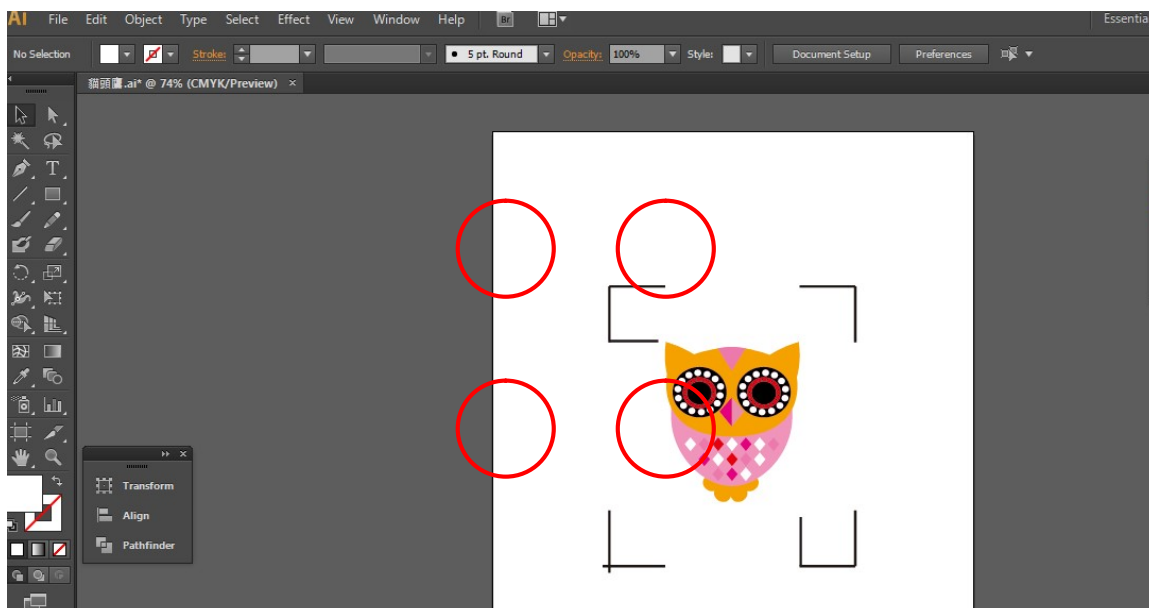 Ai File Edit Object Type Select Effect View Window Help Br Essentia
No Selection Stroke: 5 pt. Round Opacity: 100% Style: Document Setup Preferences
貓頭鷹.ai* @ 74% (CMYK/Preview) ×
Transform
Align
Pathfinder